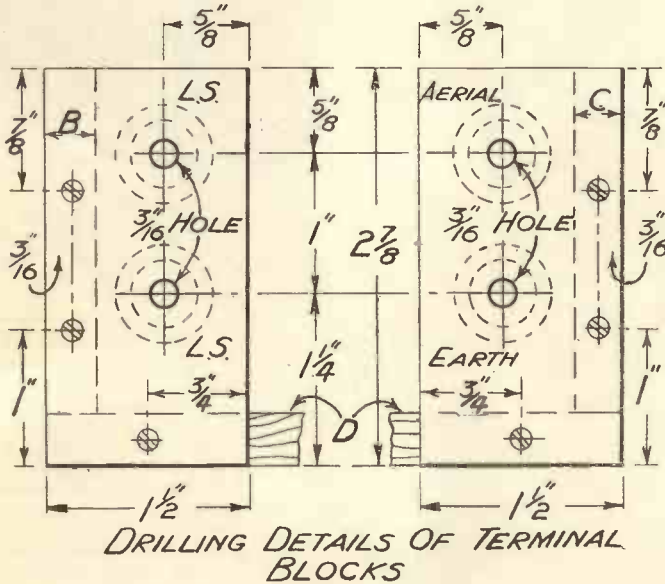 5/8" 5/8"
L.S. AERIAL
B C
7/8" 5/8" 7/8"
3/16" HOLE 3/16" HOLE
3/16 1" 2 7/8" 3/16"
L.S. EARTH
1 1/4"
3/4" 3/4"
1" D 1"
1 1/2" 1 1/2"
DRILLING DETAILS OF TERMINAL
BLOCKS